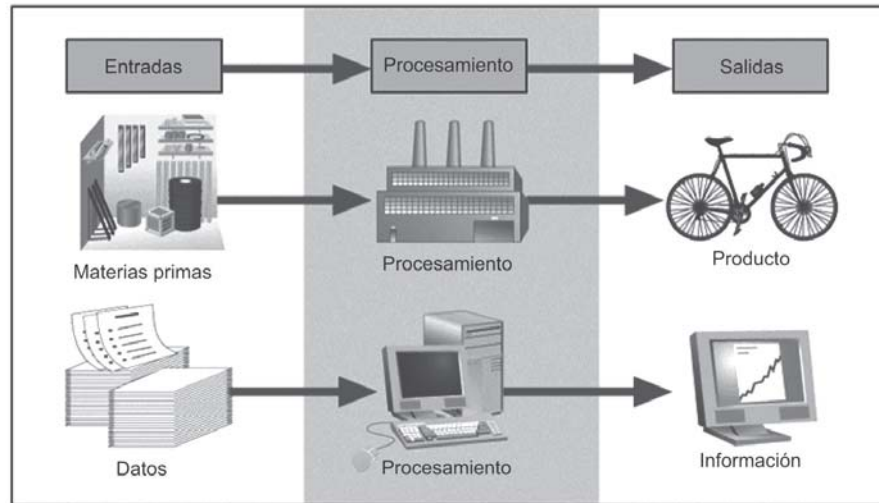 Entradas
Procesamiento
Salidas
Materias primas
Procesamiento
Producto
Datos
Procesamiento
Información